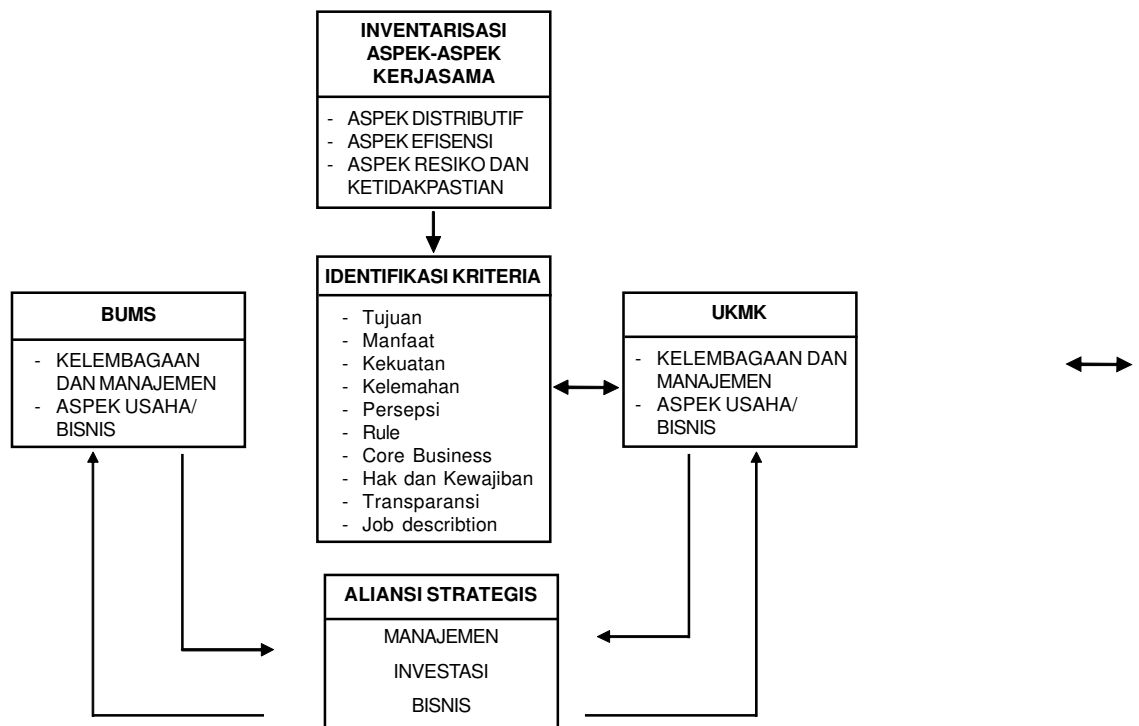 INVENTARISASI
ASPEK-ASPEK
KERJASAMA
- ASPEK DISTRIBUTIF
- ASPEK EFISENSI
- ASPEK RESIKO DAN
KETIDAKPASTIAN
IDENTIFIKASI KRITERIA
- Tujuan
- Manfaat
- Kekuatan
- Kelemahan
- Persepsi
- Rule
- Core Business
- Hak dan Kewajiban
- Transparansi
- Job describtion
BUMS
- KELEMBAGAAN
DAN MANAJEMEN
- ASPEK USAHA/
BISNIS
UKMK
- KELEMBAGAAN DAN
MANAJEMEN
- ASPEK USAHA/
BISNIS
ALIANSI STRATEGIS
MANAJEMEN
INVESTASI
BISNIS